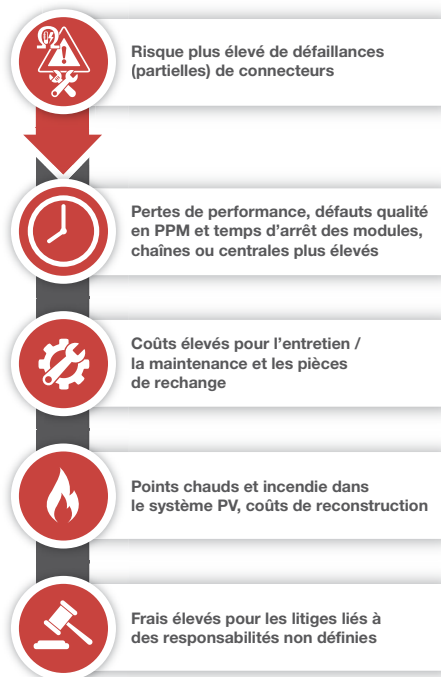 Ω
Risque plus élevé de défaillances
(partielles) de connecteurs
Pertes de performance, défauts qualité
en PPM et temps d’arrêt des modules,
chaînes ou centrales plus élevés
Coûts élevés pour l’entretien /
la maintenance et les pièces
de rechange
Points chauds et incendie dans
le système PV, coûts de reconstruction
Frais élevés pour les litiges liés à
des responsabilités non définies